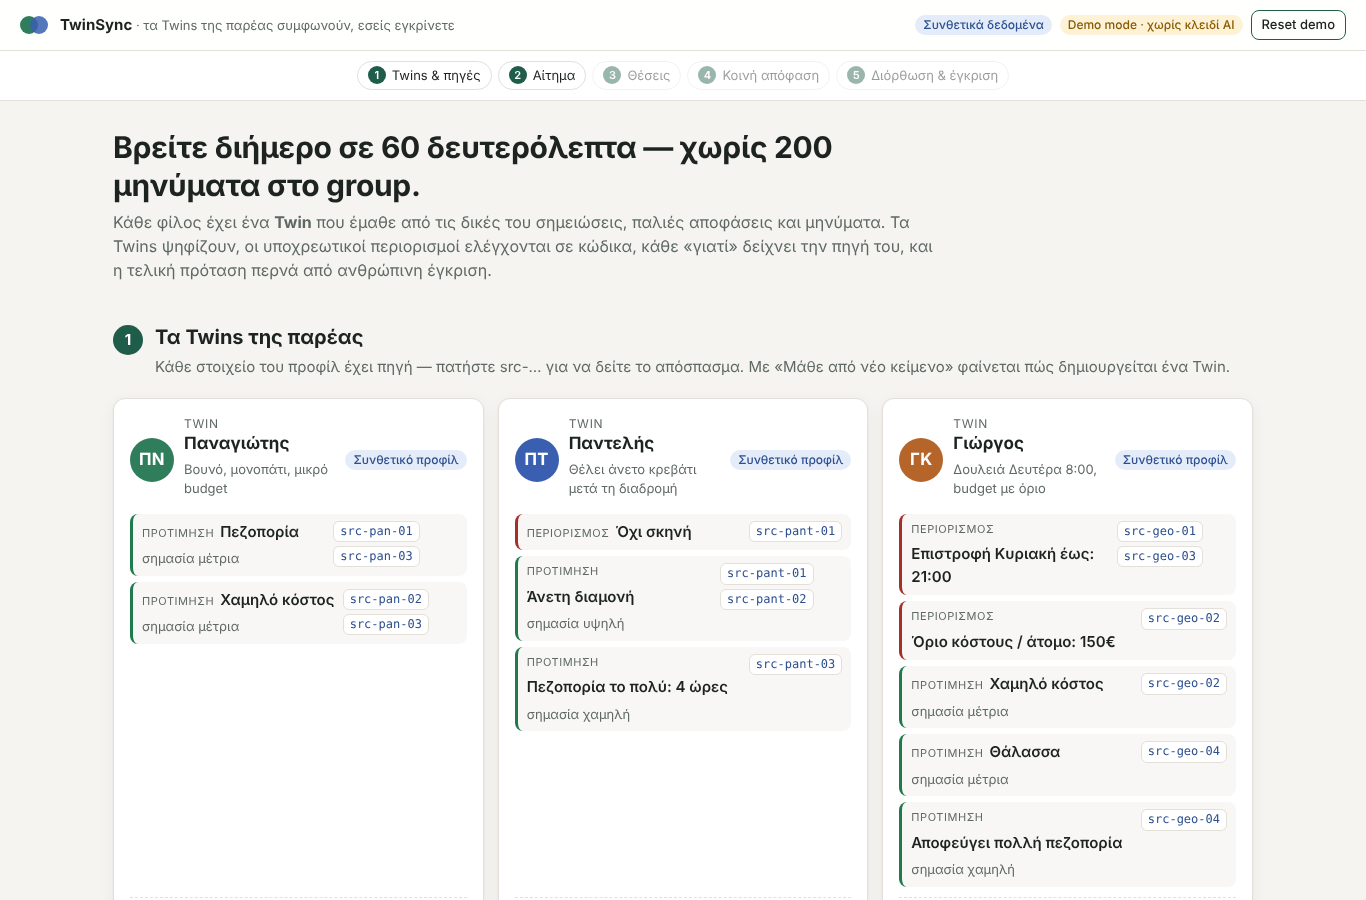 TwinSync · τα Twins της παρέας συμφωνούν, εσείς εγκρίνετε
Συνθετικά δεδομένα
Demo mode · χωρίς κλειδί AI
Reset demo
1 Twins & πηγές
2 Αίτημα
3 Θέσεις
4 Κοινή απόφαση
5 Διόρθωση & έγκριση
Βρείτε διήμερο σε 60 δευτερόλεπτα — χωρίς 200
μηνύματα στο group.
Κάθε φίλος έχει ένα Twin που έμαθε από τις δικές του σημειώσεις, παλιές αποφάσεις και μηνύματα. Τα
Twins ψηφίζουν, οι υποχρεωτικοί περιορισμοί ελέγχονται σε κώδικα, κάθε «γιατί» δείχνει την πηγή του, και
η τελική πρόταση περνά από ανθρώπινη έγκριση.
1 Τα Twins της παρέας
Κάθε στοιχείο του προφίλ έχει πηγή — πατήστε src-… για να δείτε το απόσπασμα. Με «Μάθε από νέο κείμενο» φαίνεται πώς δημιουργείται ένα Twin.
ΠΝ
TWIN
Παναγιώτης
Βουνό, μονοπάτι, μικρό
budget
Συνθετικό προφίλ
ΠΡΟΤΙΜΗΣΗ Πεζοπορία
σημασία μέτρια
src-pan-01
src-pan-03
ΠΡΟΤΙΜΗΣΗ Χαμηλό κόστος
σημασία μέτρια
src-pan-02
src-pan-03
ΠΤ
TWIN
Παντελής
Θέλει άνετο κρεβάτι
μετά τη διαδρομή
Συνθετικό προφίλ
ΠΕΡΙΟΡΙΣΜΟΣ Όχι σκηνή
src-pant-01
ΠΡΟΤΙΜΗΣΗ
Άνετη διαμονή
σημασία υψηλή
src-pant-01
src-pant-02
ΠΡΟΤΙΜΗΣΗ
Πεζοπορία το πολύ: 4 ώρες
σημασία χαμηλή
src-pant-03
ΓΚ
TWIN
Γιώργος
Δουλειά Δευτέρα 8:00,
budget με όριο
Συνθετικό προφίλ
ΠΕΡΙΟΡΙΣΜΟΣ
Επιστροφή Κυριακή έως:
21:00
src-geo-01
src-geo-03
ΠΕΡΙΟΡΙΣΜΟΣ
Όριο κόστους / άτομο: 150€
src-geo-02
ΠΡΟΤΙΜΗΣΗ Χαμηλό κόστος
σημασία μέτρια
src-geo-02
ΠΡΟΤΙΜΗΣΗ Θάλασσα
σημασία μέτρια
src-geo-04
ΠΡΟΤΙΜΗΣΗ
Αποφεύγει πολλή πεζοπορία
σημασία χαμηλή
src-geo-04